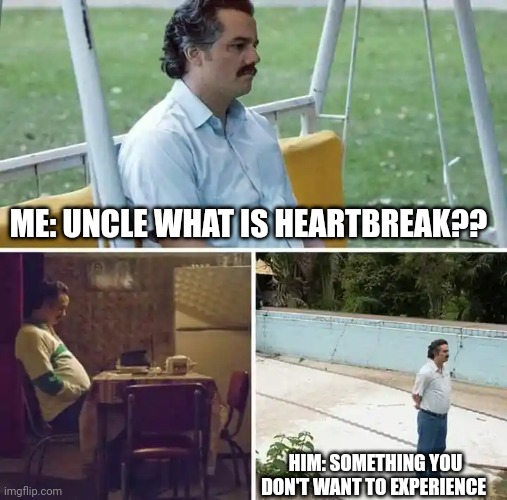 ME: UNCLE WHAT IS HEARTBREAK??
HIM: SOMETHING YOU
DON'T WANT TO EXPERIENCE
imgflip.com